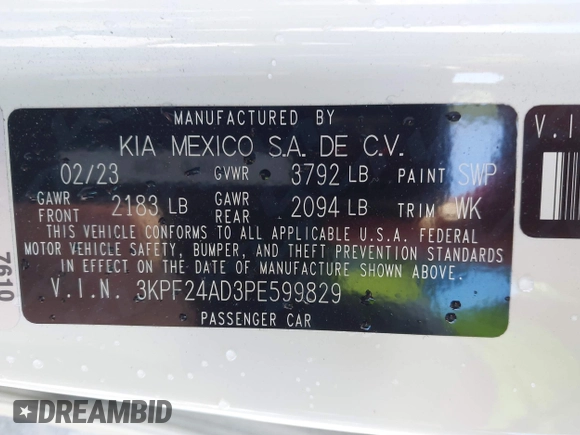 MANUFACTURED BY
KIA MEXICO S.A. DE C.V.
02/23 GVWR 3792 LB PAINT SWP
GAWR FRONT 2183 LB GAWR REAR 2094 LB TRIM WK
THIS VEHICLE CONFORMS TO ALL APPLICABLE U.S.A. FEDERAL
MOTOR VEHICLE SAFETY, BUMPER, AND THEFT PREVENTION STANDARDS
IN EFFECT ON THE DATE OF MANUFACTURE SHOWN ABOVE.
V.I.N. 3KPF24AD3PE599829
PASSENGER CAR
V.I
7610
DREAMBID